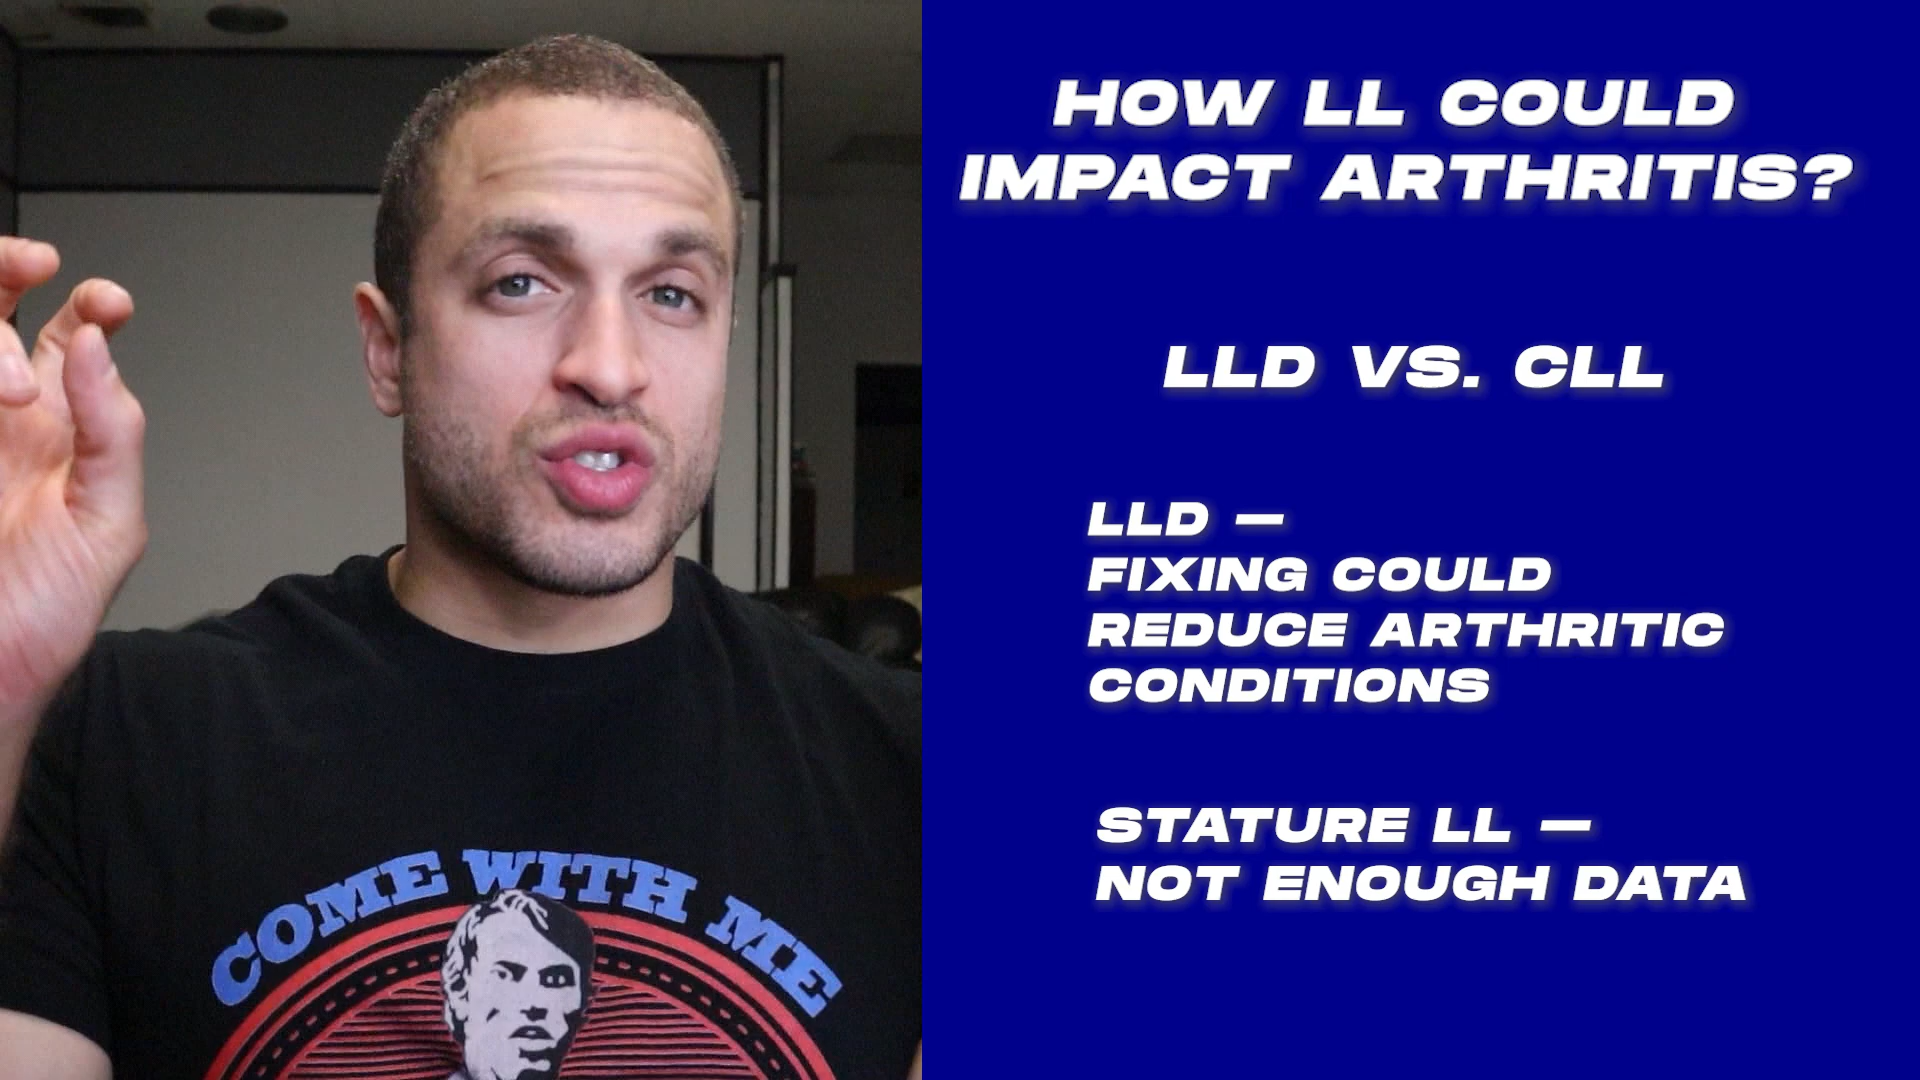 COME WITH ME
HOW LL COULD
IMPACT ARTHRITIS?
LLD VS. CLL
LLD —
FIXING COULD
REDUCE ARTHRITIC
CONDITIONS
STATURE LL —
NOT ENOUGH DATA